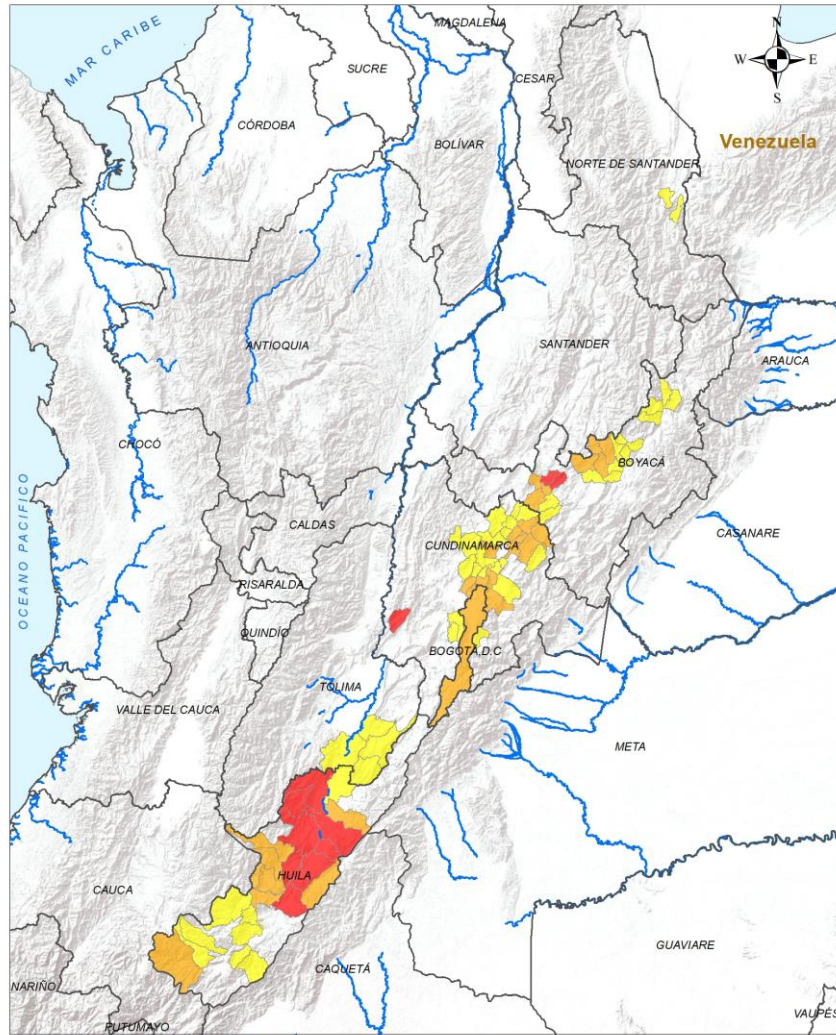 MAGDALENA
MAR CARIBE
N
W E
S
SUCRE
CESAR
CÓRDOBA
BOLÍVAR
Venezuela
NORTE DE SANTANDER
ANTIOQUIA
SANTANDER
ARAUCA
CHOCÓ
BOYACÁ
OCEANO PACIFICO
CALDAS
CUNDINAMARCA
CASANARE
RISARALDA
QUINDÍO
BOGOTÁ, D.C
TOLIMA
VALLE DEL CAUCA
META
HUILA
CAUCA
GUAVIARE
CAQUETÁ
NARIÑO
PUTUMAYO
VAUPÉS